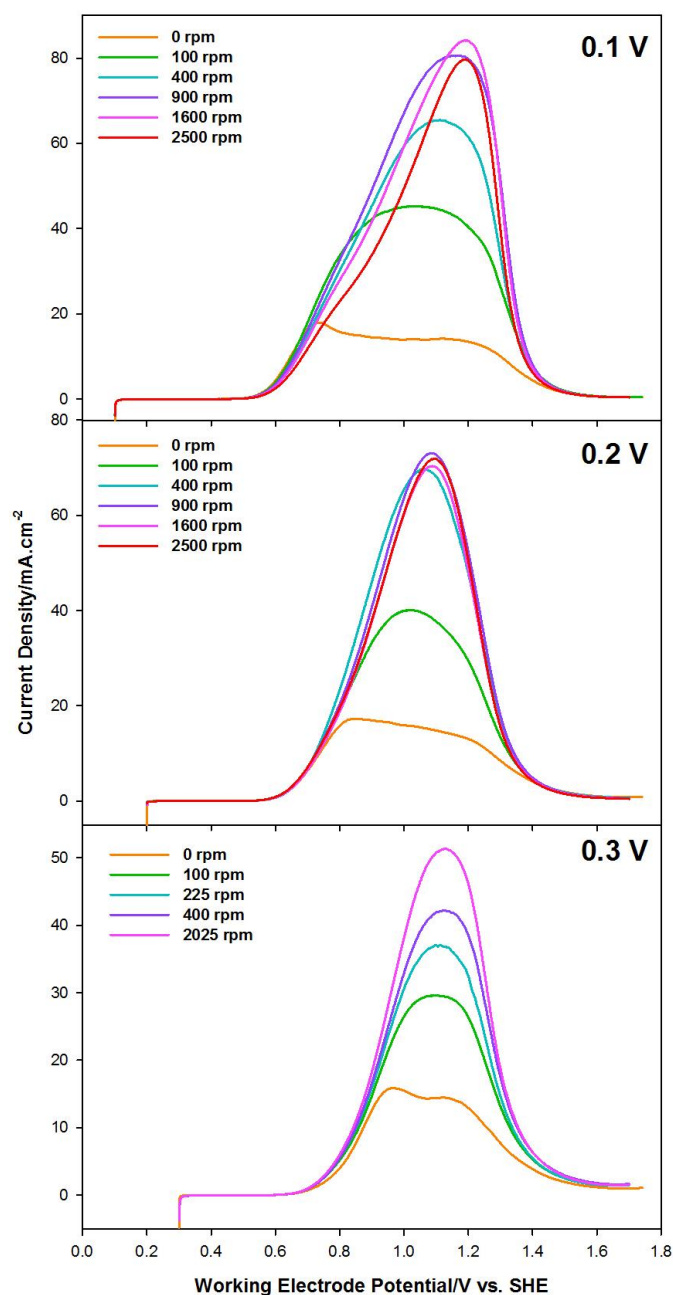 0.1 V
0 rpm
100 rpm
400 rpm
900 rpm
1600 rpm
2500 rpm
80
60
40
20
0
0.2 V
0 rpm
100 rpm
400 rpm
900 rpm
1600 rpm
2500 rpm
80
60
40
20
0
Current Density/mA.cm-2
0.3 V
0 rpm
100 rpm
225 rpm
400 rpm
2025 rpm
50
40
30
20
10
0
0.0 0.2 0.4 0.6 0.8 1.0 1.2 1.4 1.6 1.8
Working Electrode Potential/V vs. SHE